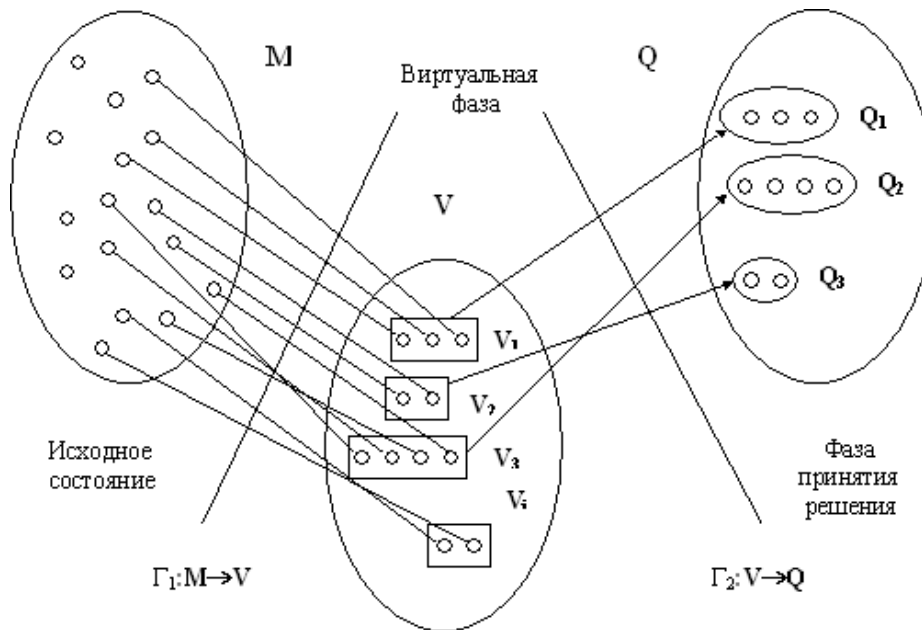 M
Q
Виртуальная
фаза
Q₁
Q₂
V
Q₃
V₁
V₂
V₃
Vᵢ
Исходное
состояние
Фаза
принятия
решения
Γ₁:M→V
Γ₂:V→Q